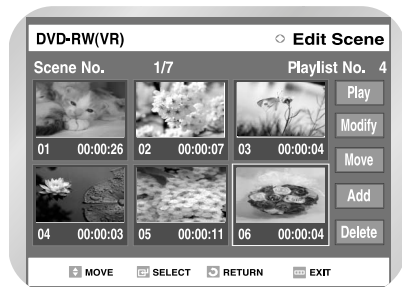 DVD-RW(VR) Edit Scene
Scene No. 1/7 Playlist No. 4
Play
01 00:00:26 02 00:00:07 03 00:00:04
Modify
Move
Add
04 00:00:03 05 00:00:11 06 00:00:04
Delete
MOVE SELECT RETURN EXIT